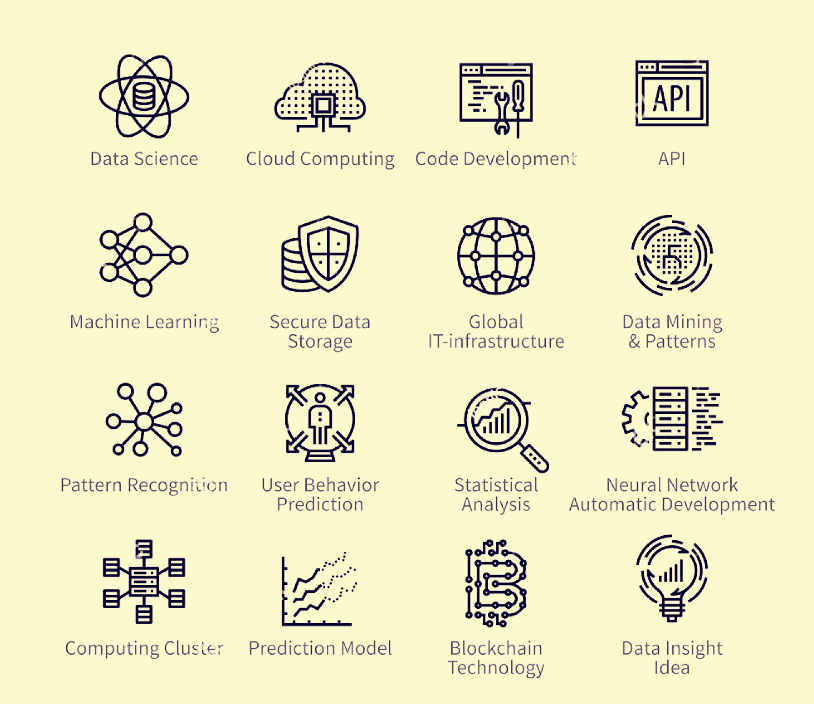 Data Science
Cloud Computing
Code Development
API
API
Machine Learning
Secure Data
Storage
Global
IT-infrastructure
Data Mining
& Patterns
Pattern Recognition
User Behavior
Prediction
Statistical
Analysis
Neural Network
Automatic Development
Computing Cluster
Prediction Model
Blockchain
Technology
Data Insight
Idea